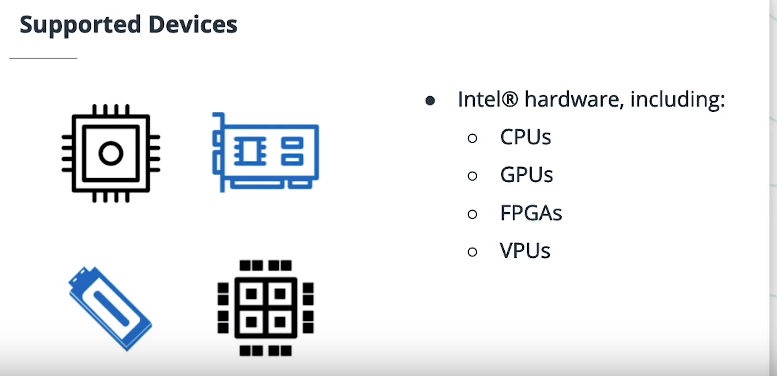 Supported Devices
● Intel® hardware, including:
○ CPUs
○ GPUs
○ FPGAs
○ VPUs